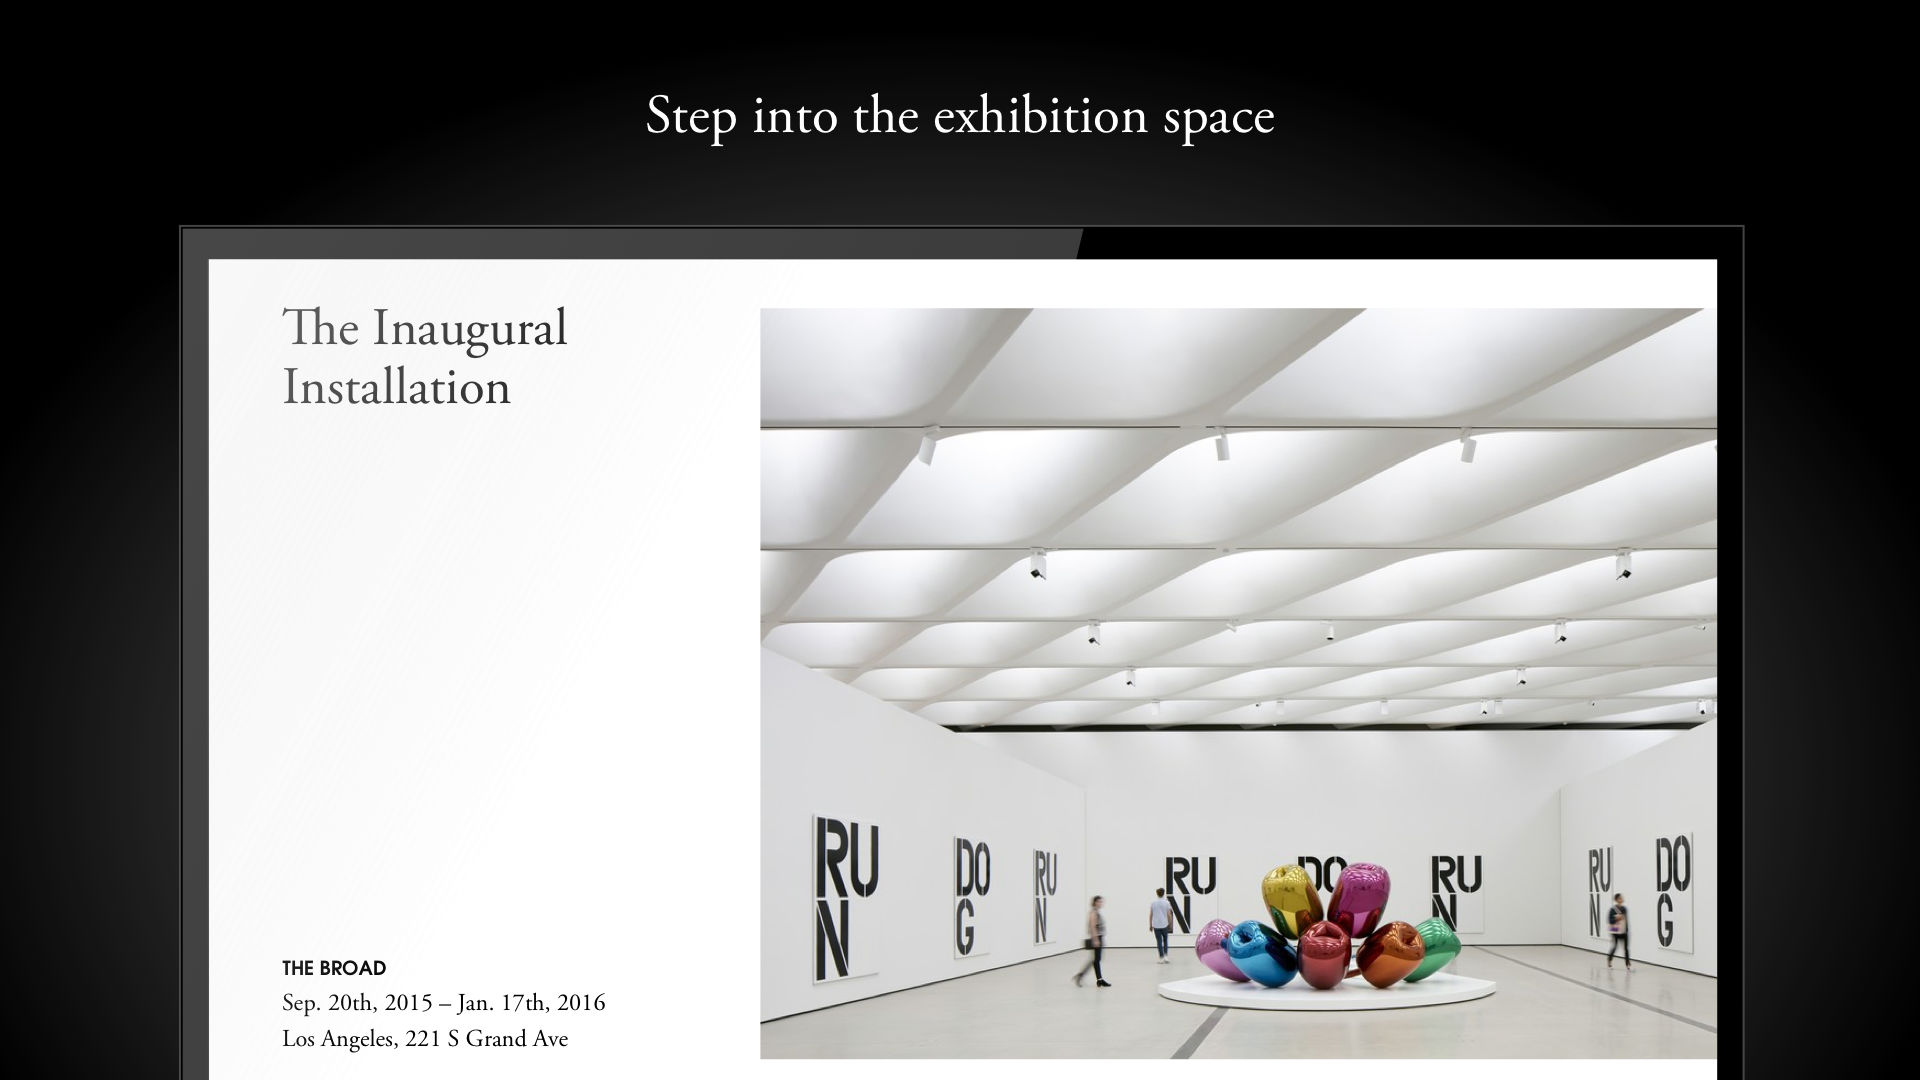 Step into the exhibition space
The Inaugural
Installation
THE BROAD
Sep. 20th, 2015 – Jan. 17th, 2016
Los Angeles, 221 S Grand Ave
RU
N
DO
G
RU
N
RU
N
DO
RU
N
RU
N
DO
G